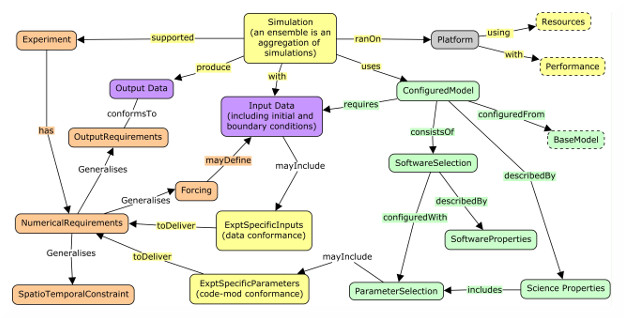 Simulation
(an ensemble is an
aggregation of
simulations)
Resources
Experiment
supported
ranOn
Platform
using
with
Performance
produce
with
uses
Output Data
ConfiguredModel
conformsTo
Input Data
(including initial and
boundary conditions)
requires
configuredFrom
has
OutputRequirements
consistsOf
BaseModel
mayDefine
mayInclude
SoftwareSelection
Generalises
describedBy
Forcing
Generalises
describedBy
configuredWith
NumericalRequirements
toDeliver
ExptSpecificInputs
(data conformance)
SoftwareProperties
Generalises
toDeliver
mayInclude
SpatioTemporalConstraint
ExptSpecificParameters
(code-mod conformance)
ParameterSelection
includes
Science Properties